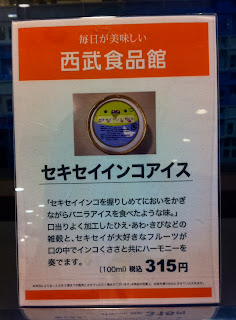 毎日が美味しい
西武食品館
セキセイインコアイス
「セキセイインコを握りしめてにおいをかぎ
ながらバニラアイスを食べたような味。」
口当りよく加工したひえ・あわ・きびなどの
雑穀と、セキセイが大好きなフルーツが
口の中でインコくささと共にハーモニーを
奏でます。
(100ml) 税込 315円